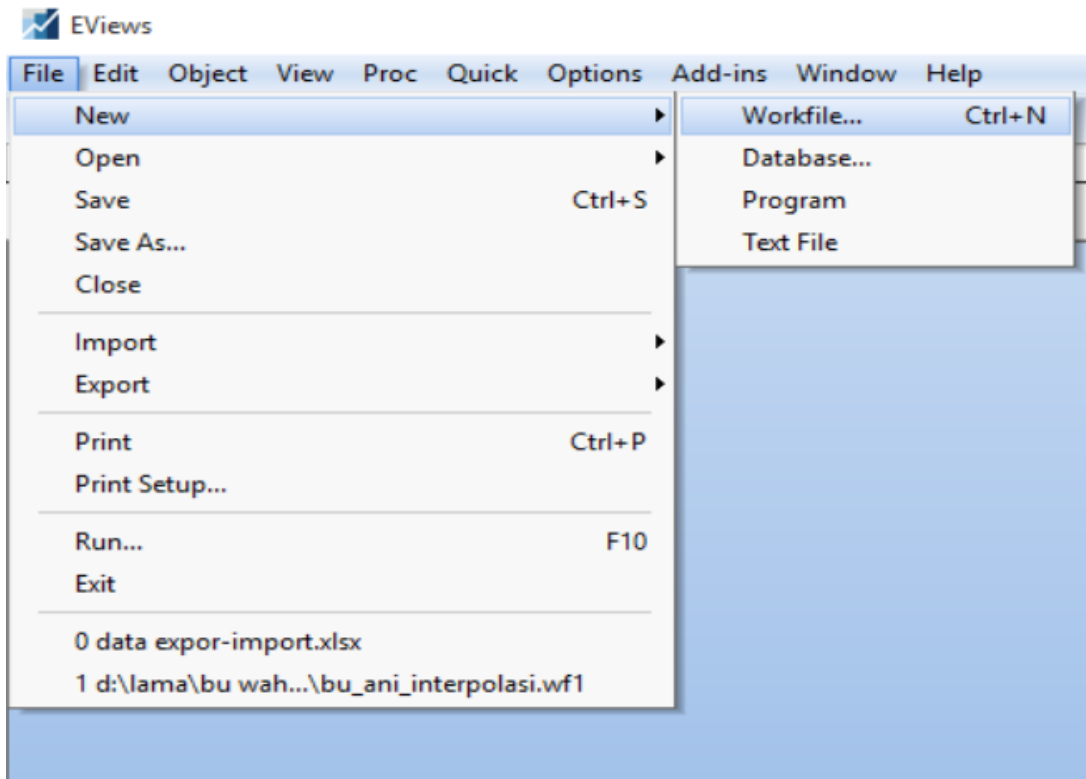 EViews
File Edit Object View Proc Quick Options Add-ins Window Help
New
Workfile... Ctrl+N
Open
Database...
Save Ctrl+S
Program
Save As...
Text File
Close
Import
Export
Print Ctrl+P
Print Setup...
Run... F10
Exit
0 data expor-import.xlsx
1 d:\lama\bu wah...\bu_ani_interpolasi.wf1